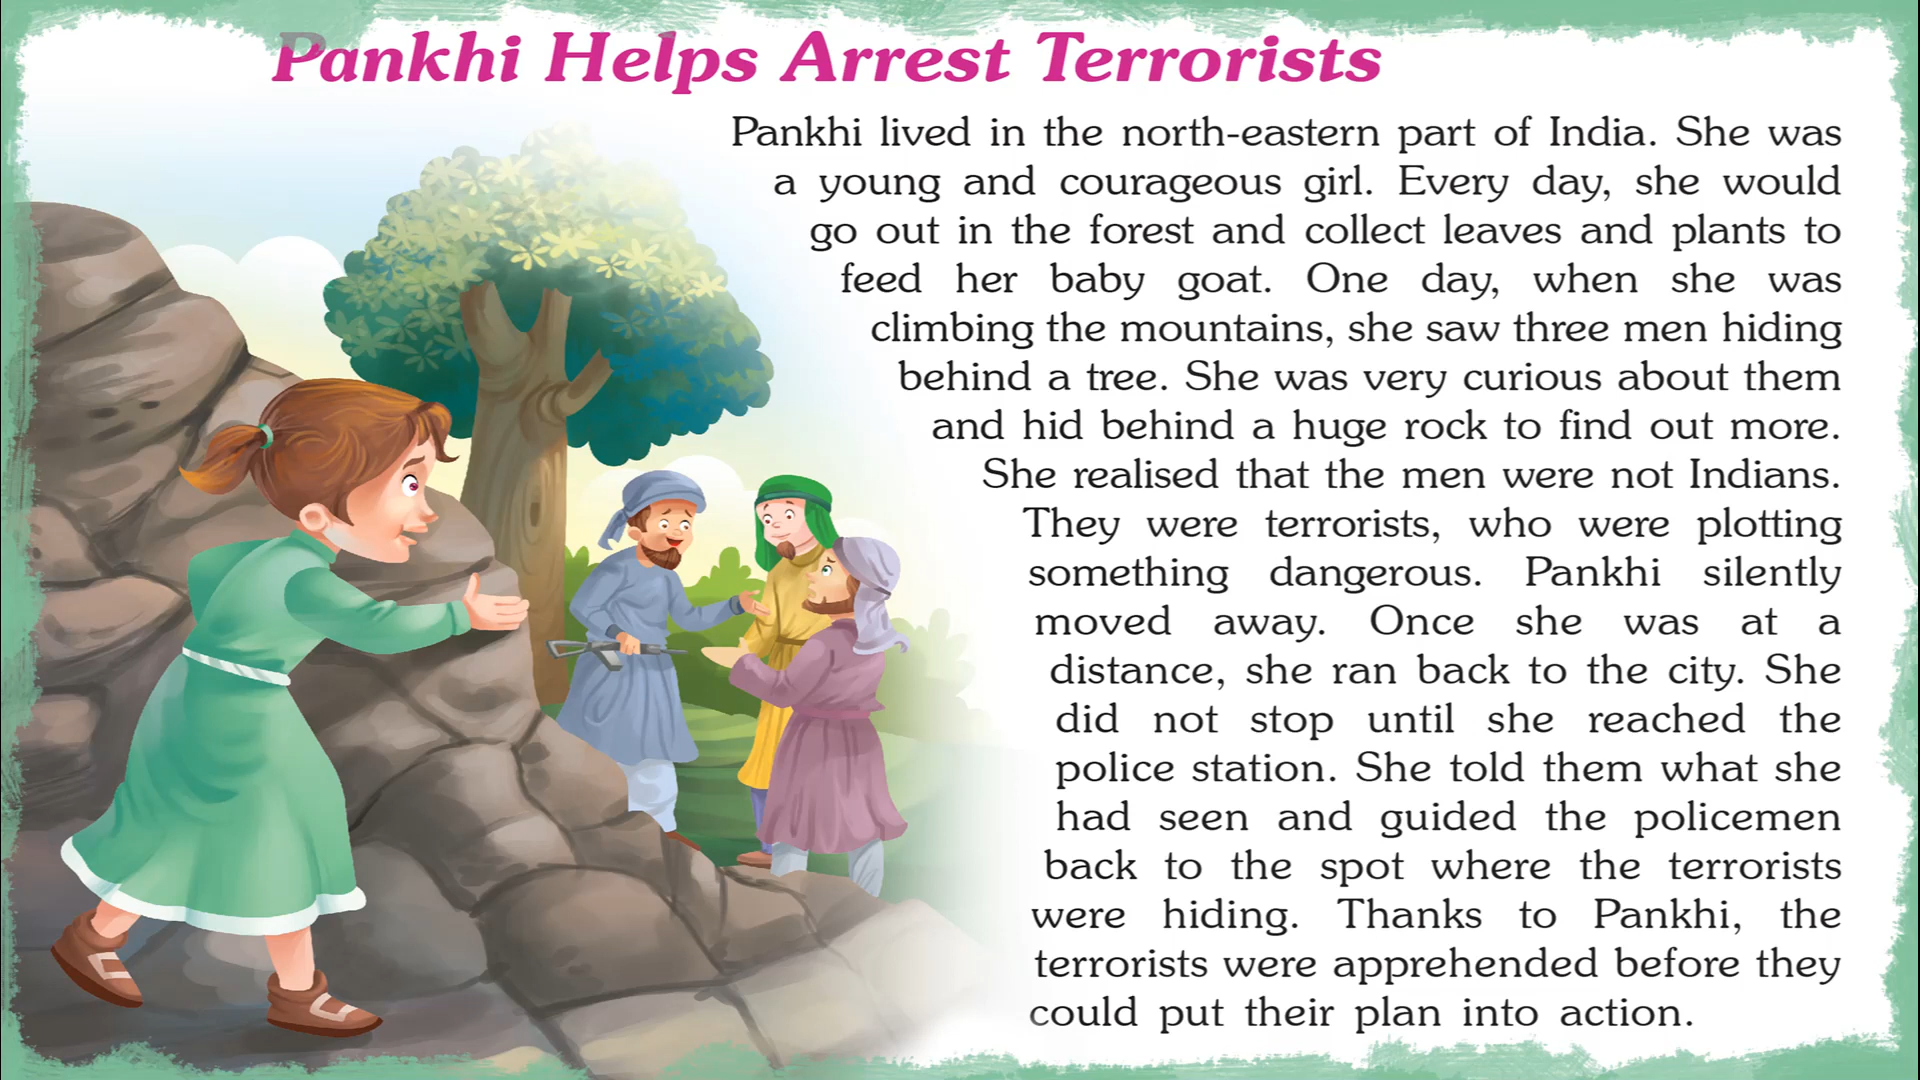 Pankhi Helps Arrest Terrorists
Pankhi lived in the north-eastern part of India. She was
a young and courageous girl. Every day, she would
go out in the forest and collect leaves and plants to
feed her baby goat. One day, when she was
climbing the mountains, she saw three men hiding
behind a tree. She was very curious about them
and hid behind a huge rock to find out more.
She realised that the men were not Indians.
They were terrorists, who were plotting
something dangerous. Pankhi silently
moved away. Once she was at a
distance, she ran back to the city. She
did not stop until she reached the
police station. She told them what she
had seen and guided the policemen
back to the spot where the terrorists
were hiding. Thanks to Pankhi, the
terrorists were apprehended before they
could put their plan into action.